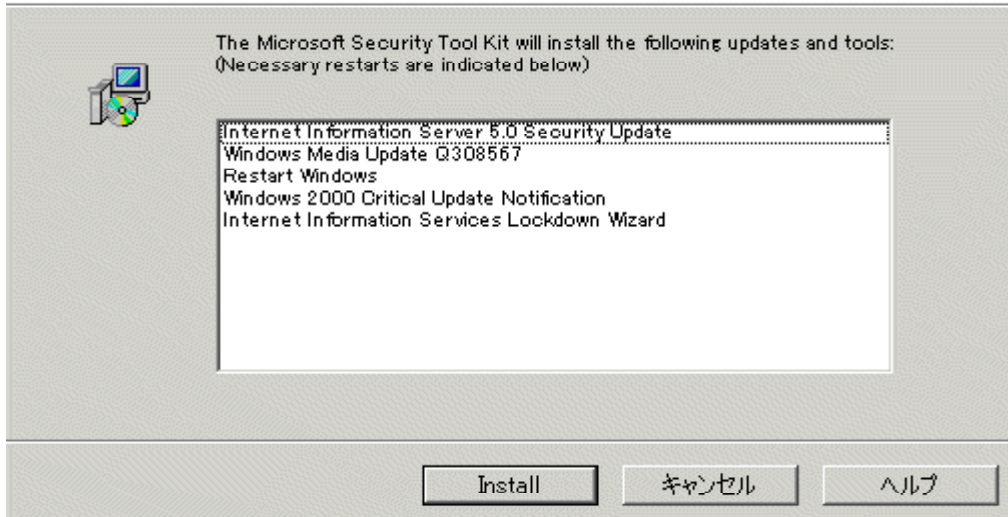 The Microsoft Security Tool Kit will install the following updates and tools:
(Necessary restarts are indicated below)
Internet Information Server 5.0 Security Update
Windows Media Update Q308567
Restart Windows
Windows 2000 Critical Update Notification
Internet Information Services Lockdown Wizard
Install
キャンセル
ヘルプ